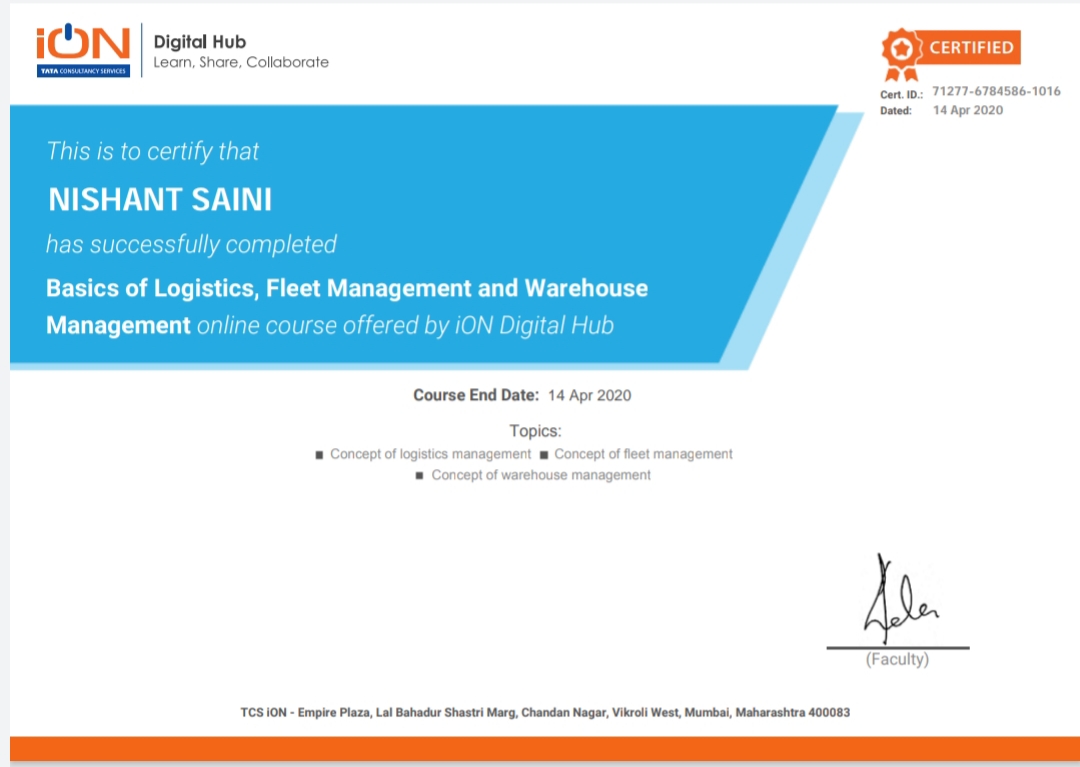 iON
TATA CONSULTANCY SERVICES
Digital Hub
Learn, Share, Collaborate
CERTIFIED
Cert. ID.: 71277-6784586-1016
Dated: 14 Apr 2020
This is to certify that
NISHANT SAINI
has successfully completed
Basics of Logistics, Fleet Management and Warehouse
Management online course offered by iON Digital Hub
Course End Date: 14 Apr 2020
Topics:
■ Concept of logistics management ■ Concept of fleet management
■ Concept of warehouse management
(Faculty)
TCS iON - Empire Plaza, Lal Bahadur Shastri Marg, Chandan Nagar, Vikroli West, Mumbai, Maharashtra 400083